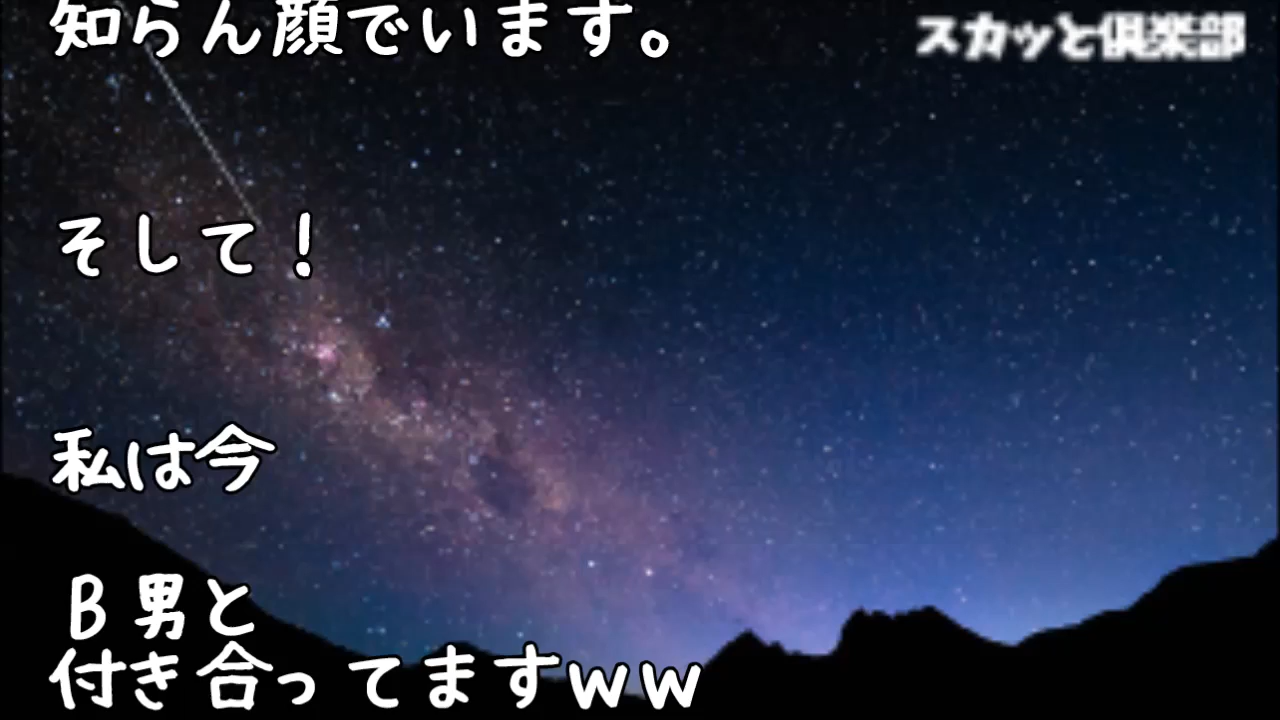 知らん顔でいます。
スカッと倶楽部
そして！
私は今
B男と
付き合ってますｗｗ